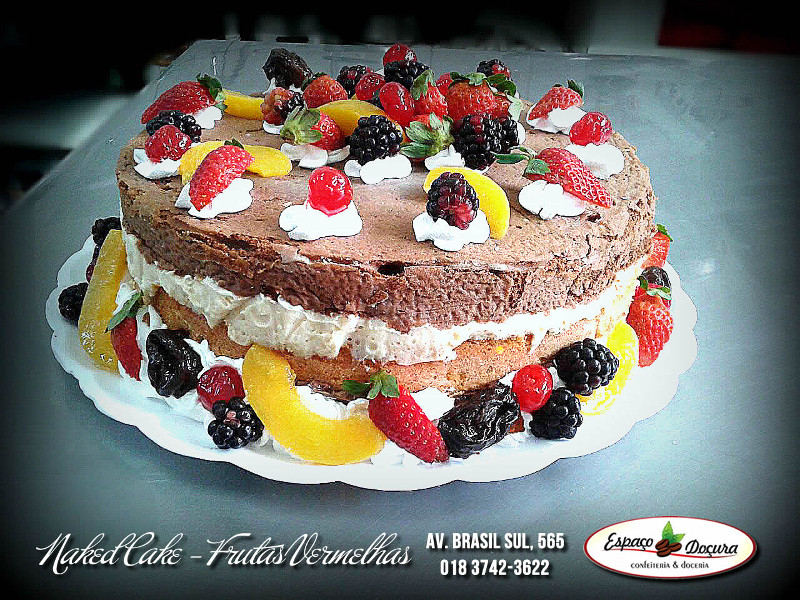 Naked Cake - Frutas Vermelhas
AV. BRASIL SUL, 565
018 3742-3622
Espaço Doçura
confeiteria & doceria